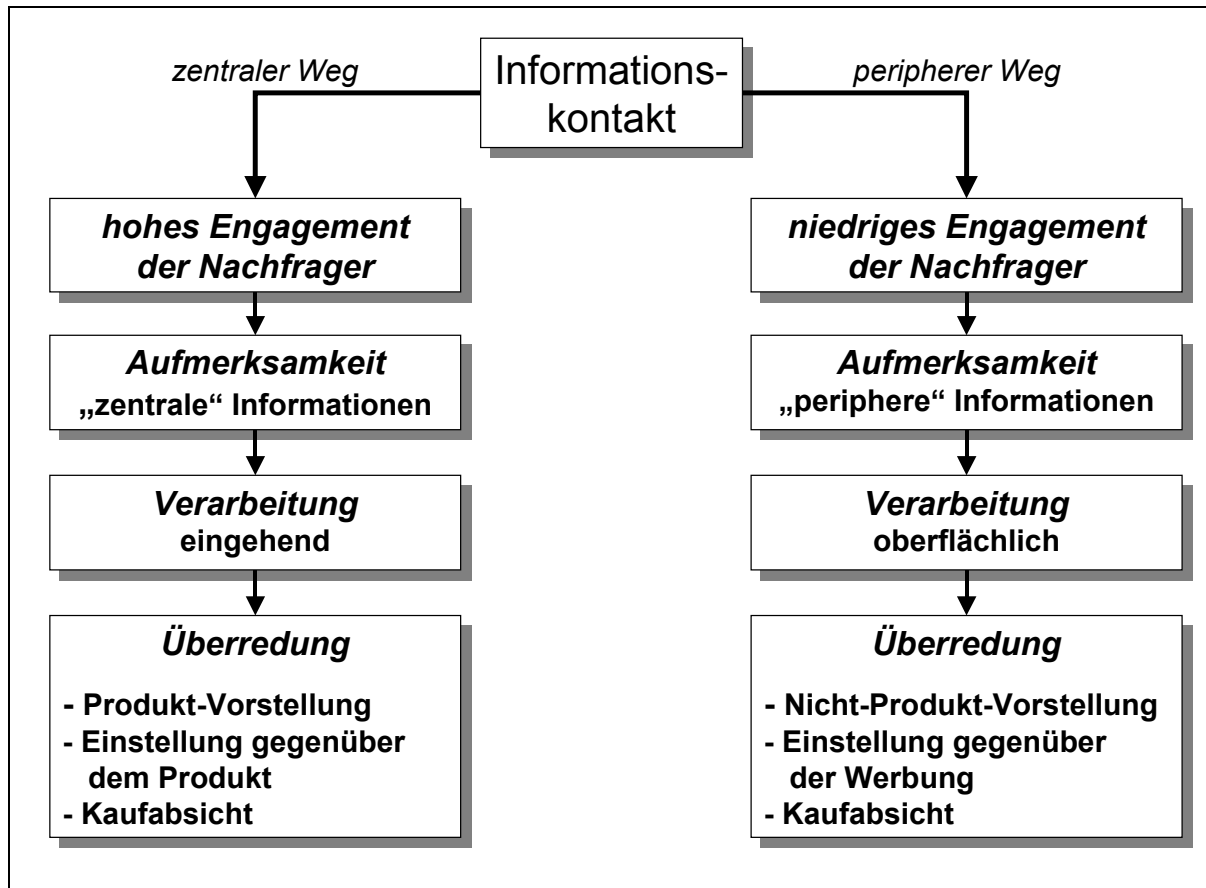 zentraler Weg
Informations-
kontakt
peripherer Weg
hohes Engagement
der Nachfrager
Aufmerksamkeit
„zentrale“ Informationen
Verarbeitung
eingehend
Überredung
- Produkt-Vorstellung
- Einstellung gegenüber
dem Produkt
- Kaufabsicht
niedriges Engagement
der Nachfrager
Aufmerksamkeit
„periphere“ Informationen
Verarbeitung
oberflächlich
Überredung
- Nicht-Produkt-Vorstellung
- Einstellung gegenüber
der Werbung
- Kaufabsicht